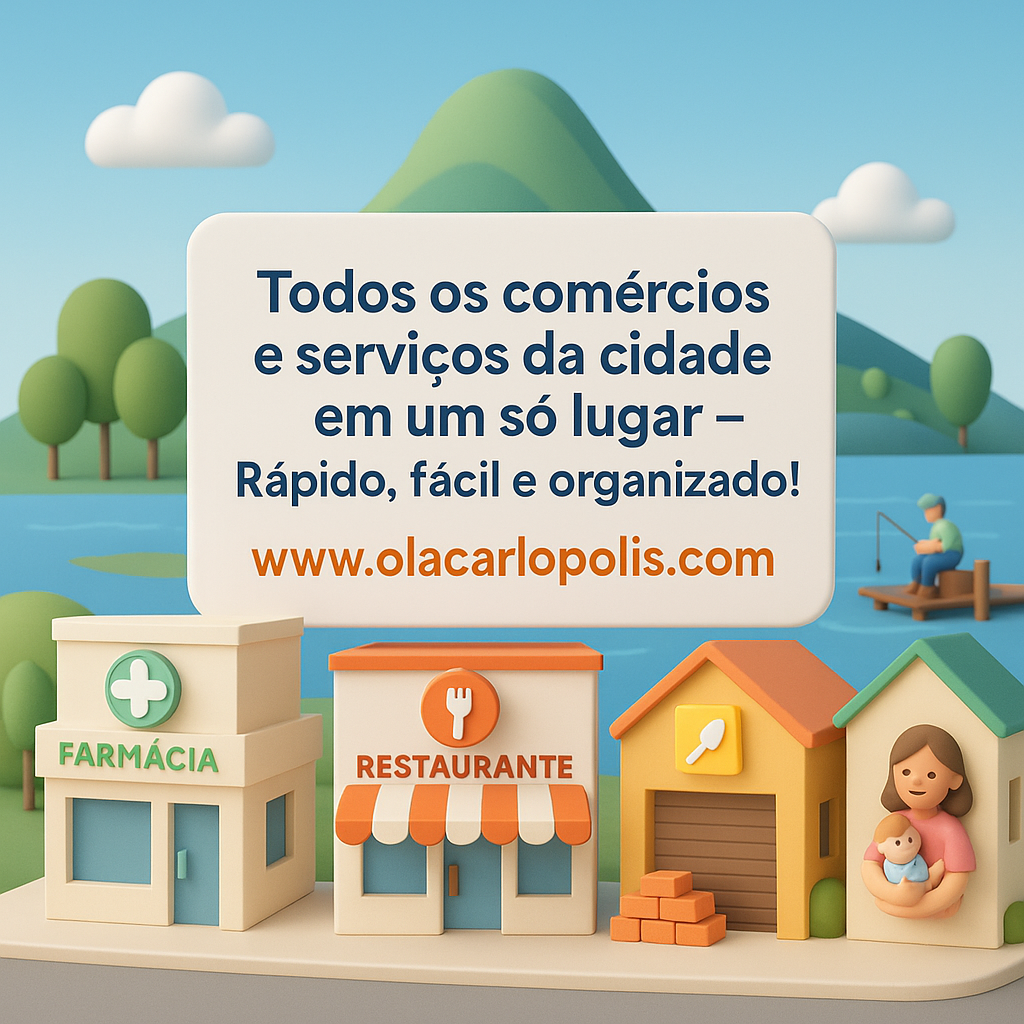 Todos os comércios
e serviços da cidade
em um só lugar –
Rápido, fácil e organizado!
www.olacarlopolis.com
FARMÁCIA
RESTAURANTE